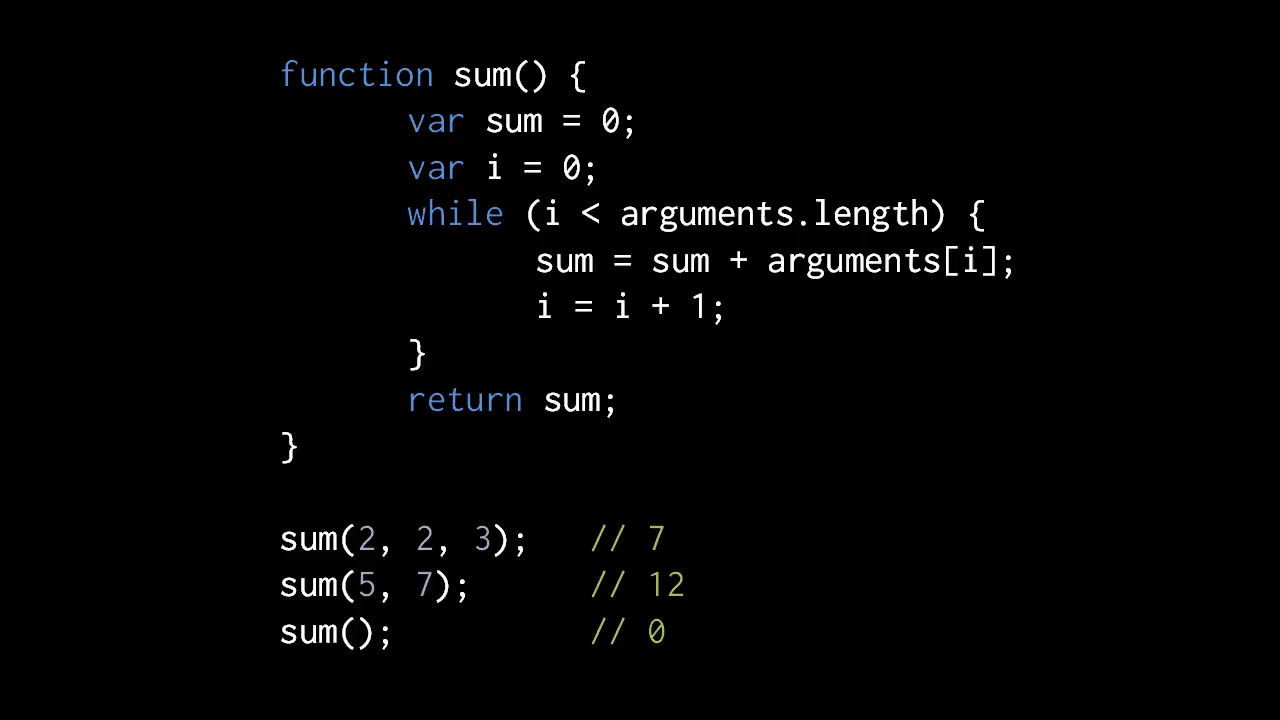 function sum() {
var sum = 0;
var i = 0;
while (i < arguments.length) {
sum = sum + arguments[i];
i = i + 1;
}
return sum;
}
sum(2, 2, 3); // 7
sum(5, 7); // 12
sum(); // 0